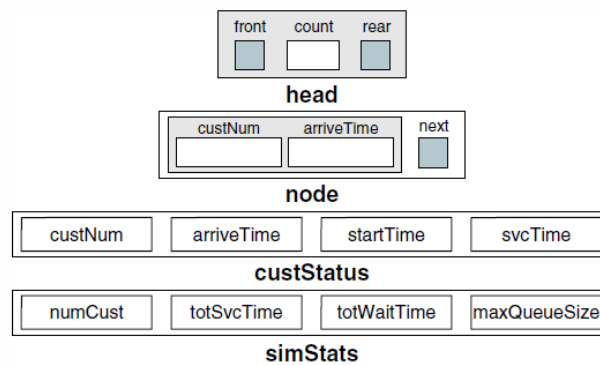 front count rear
head
custNum arriveTime next
node
custNum arriveTime startTime svcTime
custStatus
numCust totSvcTime totWaitTime maxQueueSize
simStats